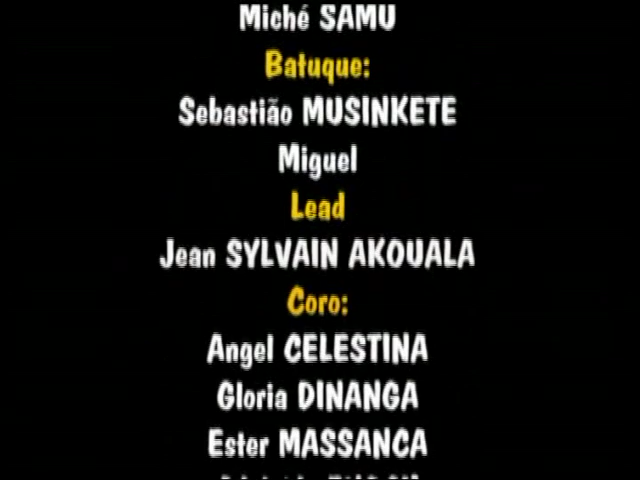 Miché SAMU
Batuque:
Sebastião MUSINKETE
Miguel
Lead
Jean SYLVAIN AKOUALA
Coro:
Angel CELESTINA
Gloria DINANGA
Ester MASSANCA